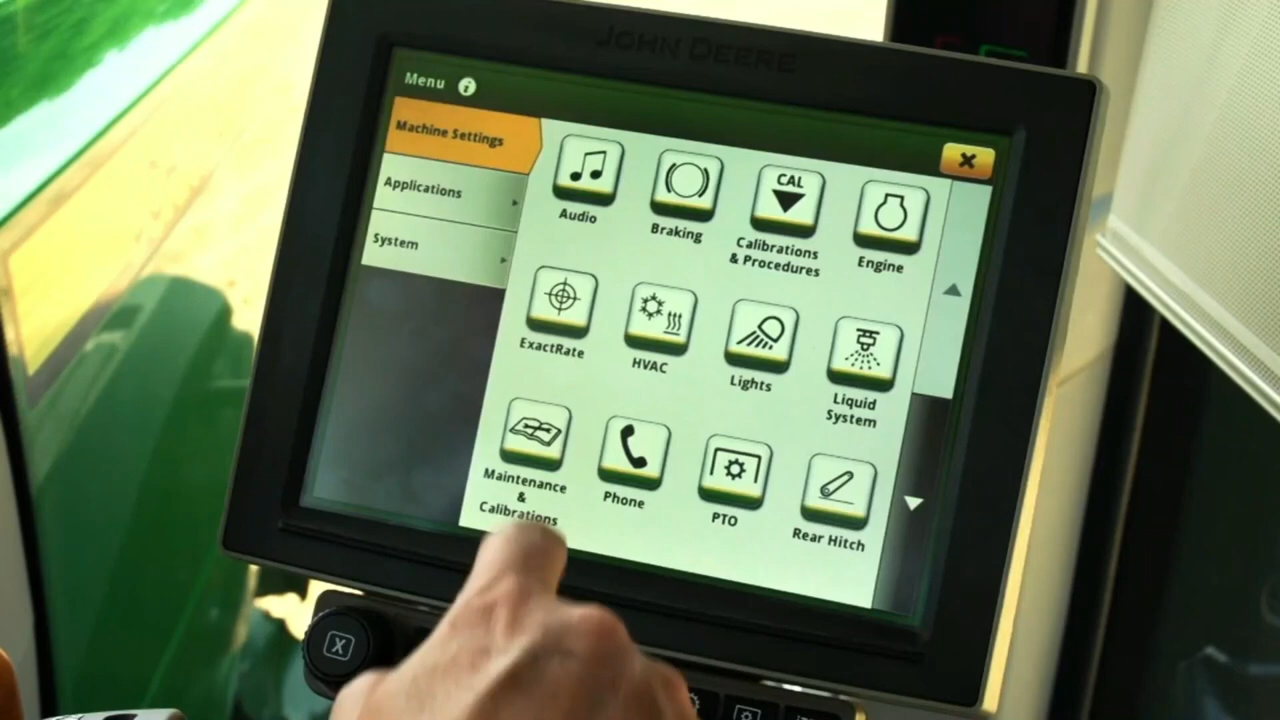 JOHN DEERE
Menu
Machine Settings
Applications
System
Audio
Braking
CAL
Calibrations
& Procedures
Engine
ExactRate
HVAC
Lights
Liquid
System
Maintenance
&
Calibrations
Phone
PTO
Rear Hitch
X